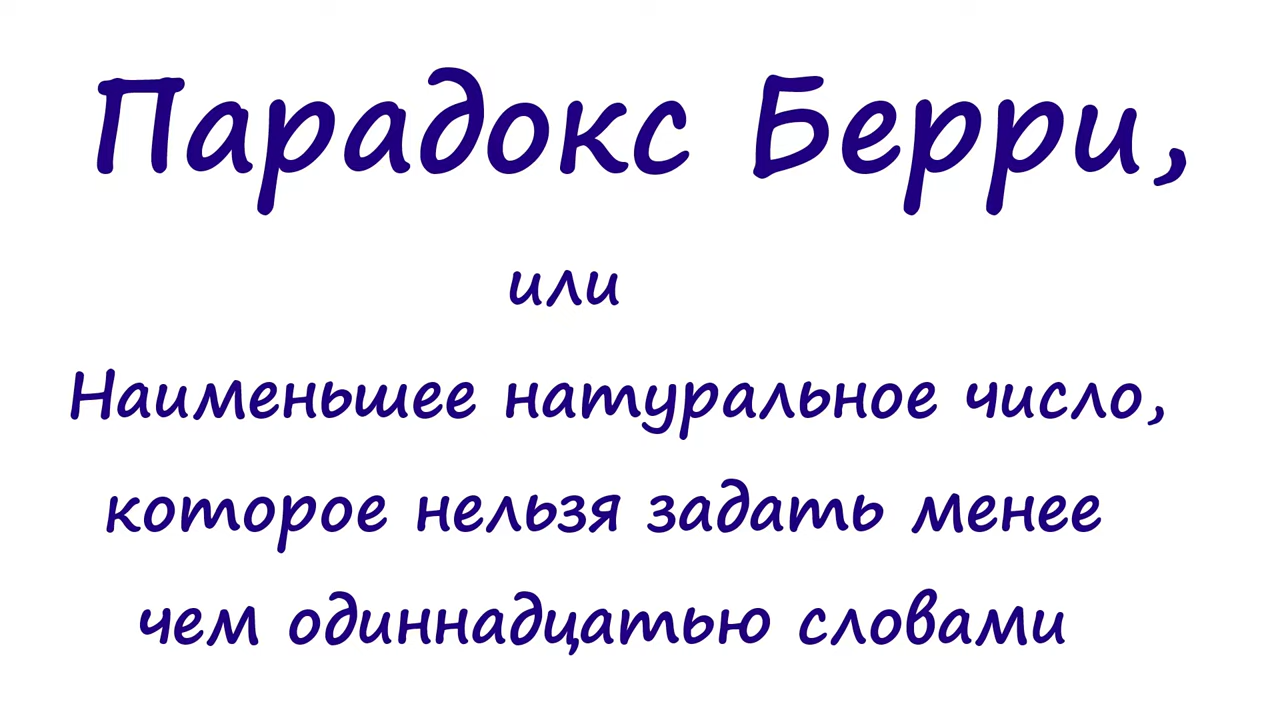 Парадокс Берри,
или
Наименьшее натуральное число,
которое нельзя задать менее
чем одиннадцатью словами